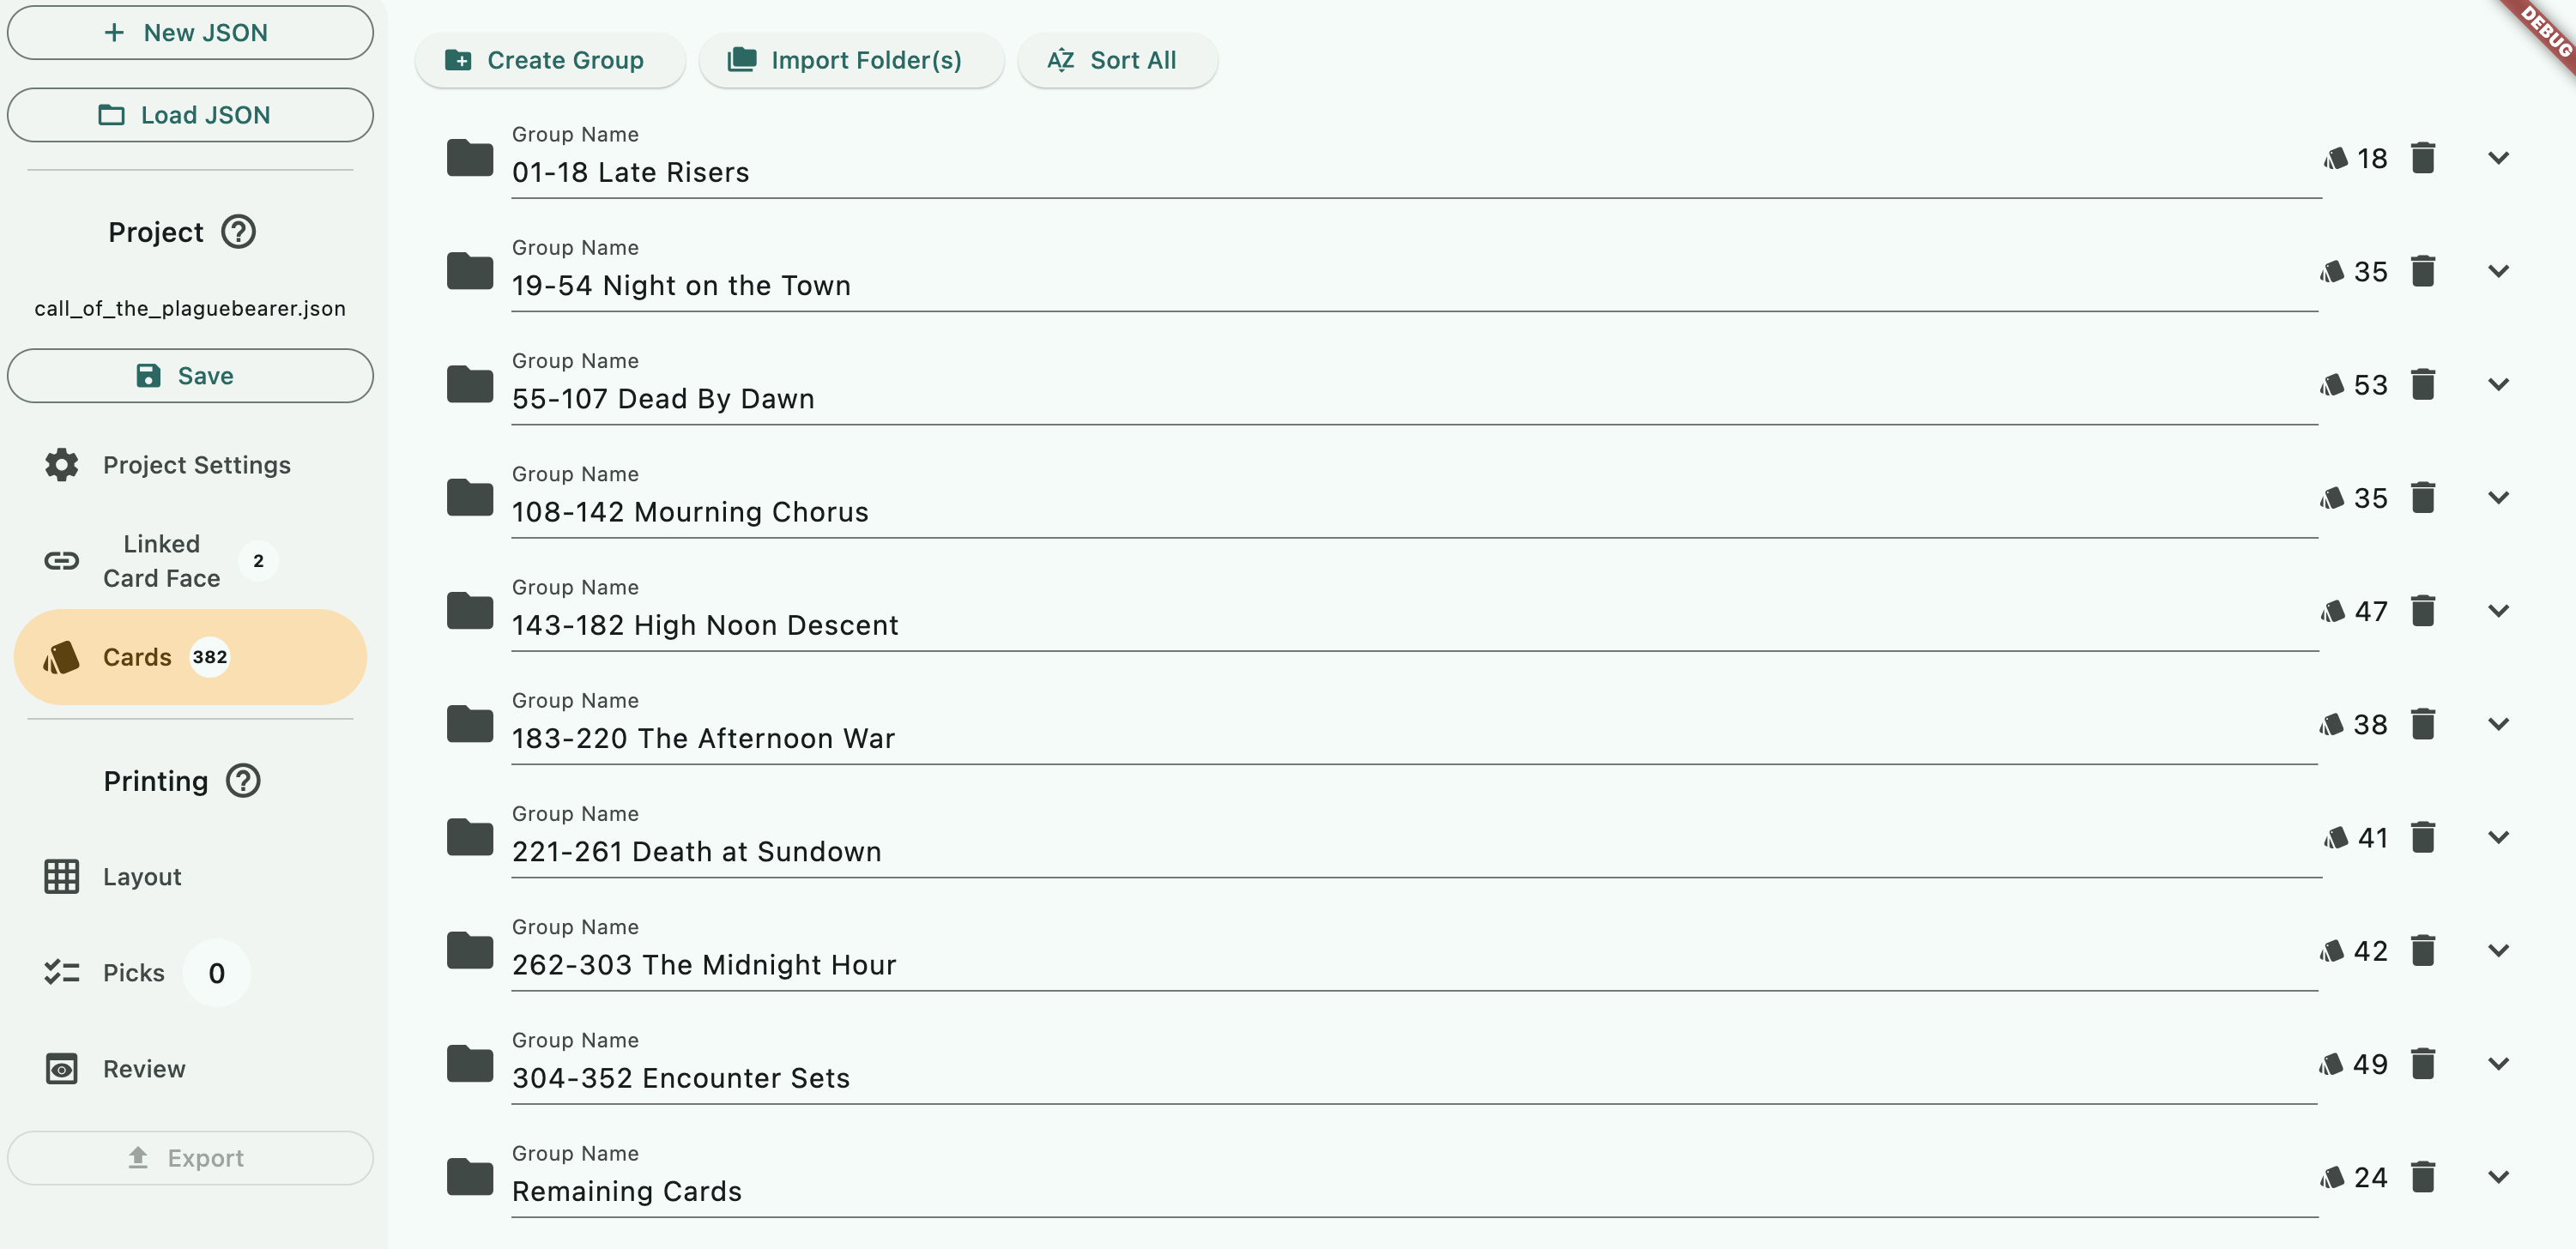 New JSON
Load JSON
Project
call_of_the_plaguebearer.json
Save
Project Settings
Linked
Card Face
2
Cards 382
Printing
Layout
Picks 0
Review
Export
Create Group
Import Folder(s)
Sort All
DEBUG
Group Name
01-18 Late Risers
18
Group Name
19-54 Night on the Town
35
Group Name
55-107 Dead By Dawn
53
Group Name
108-142 Mourning Chorus
35
Group Name
143-182 High Noon Descent
47
Group Name
183-220 The Afternoon War
38
Group Name
221-261 Death at Sundown
41
Group Name
262-303 The Midnight Hour
42
Group Name
304-352 Encounter Sets
49
Group Name
Remaining Cards
24